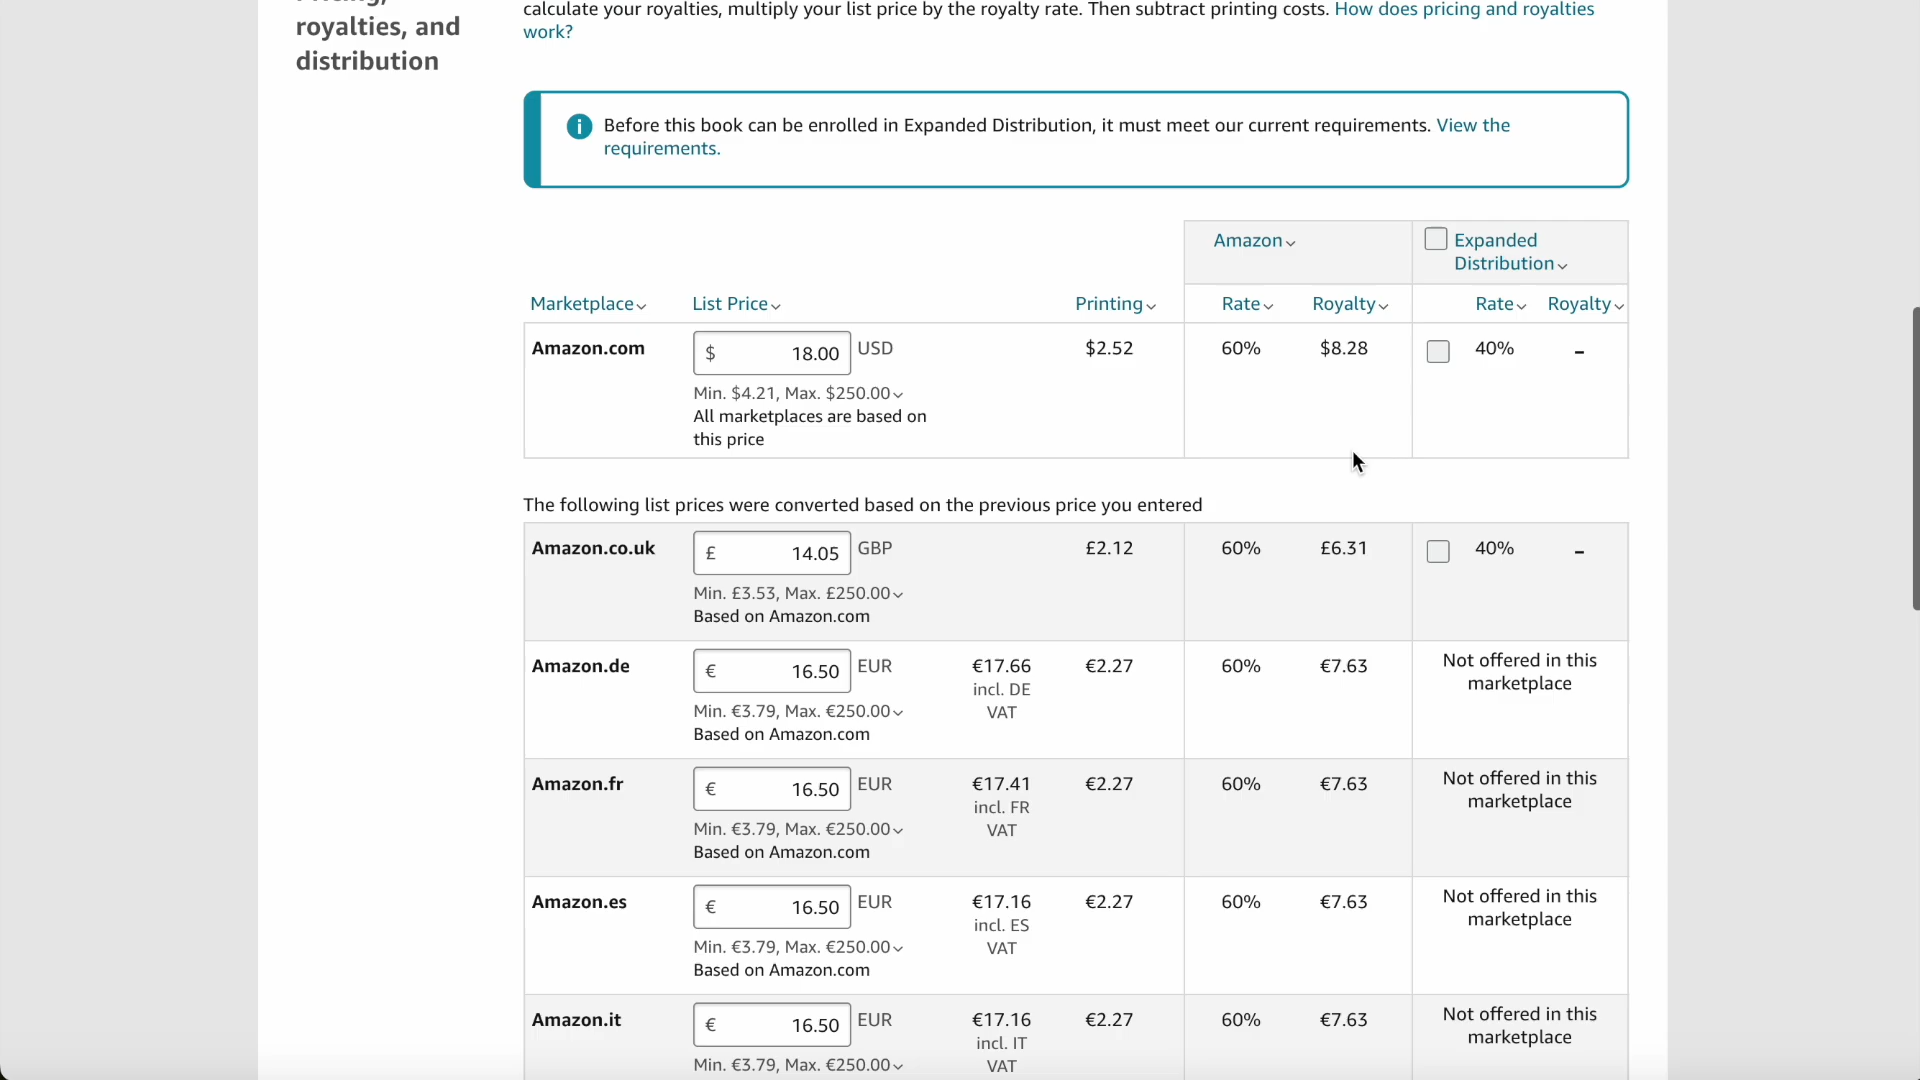 royalties, and
distribution
calculate your royalties, multiply your list price by the royalty rate. Then subtract printing costs. How does pricing and royalties
work?
i Before this book can be enrolled in Expanded Distribution, it must meet our current requirements. View the
requirements.
Amazon
Expanded
Distribution
Marketplace List Price Printing Rate Royalty Rate Royalty
Amazon.com $ 18.00 USD $2.52 60% $8.28 40% –
Min. $4.21, Max. $250.00
All marketplaces are based on
this price
The following list prices were converted based on the previous price you entered
Amazon.co.uk £ 14.05 GBP £2.12 60% £6.31 40% –
Min. £3.53, Max. £250.00
Based on Amazon.com
Amazon.de € 16.50 EUR €17.66 €2.27 60% €7.63 Not offered in this
incl. DE marketplace
Min. €3.79, Max. €250.00 VAT
Based on Amazon.com
Amazon.fr € 16.50 EUR €17.41 €2.27 60% €7.63 Not offered in this
incl. FR marketplace
Min. €3.79, Max. €250.00 VAT
Based on Amazon.com
Amazon.es € 16.50 EUR €17.16 €2.27 60% €7.63 Not offered in this
incl. ES marketplace
Min. €3.79, Max. €250.00 VAT
Based on Amazon.com
Amazon.it € 16.50 EUR €17.16 €2.27 60% €7.63 Not offered in this
incl. IT marketplace
Min. €3.79, Max. €250.00 VAT